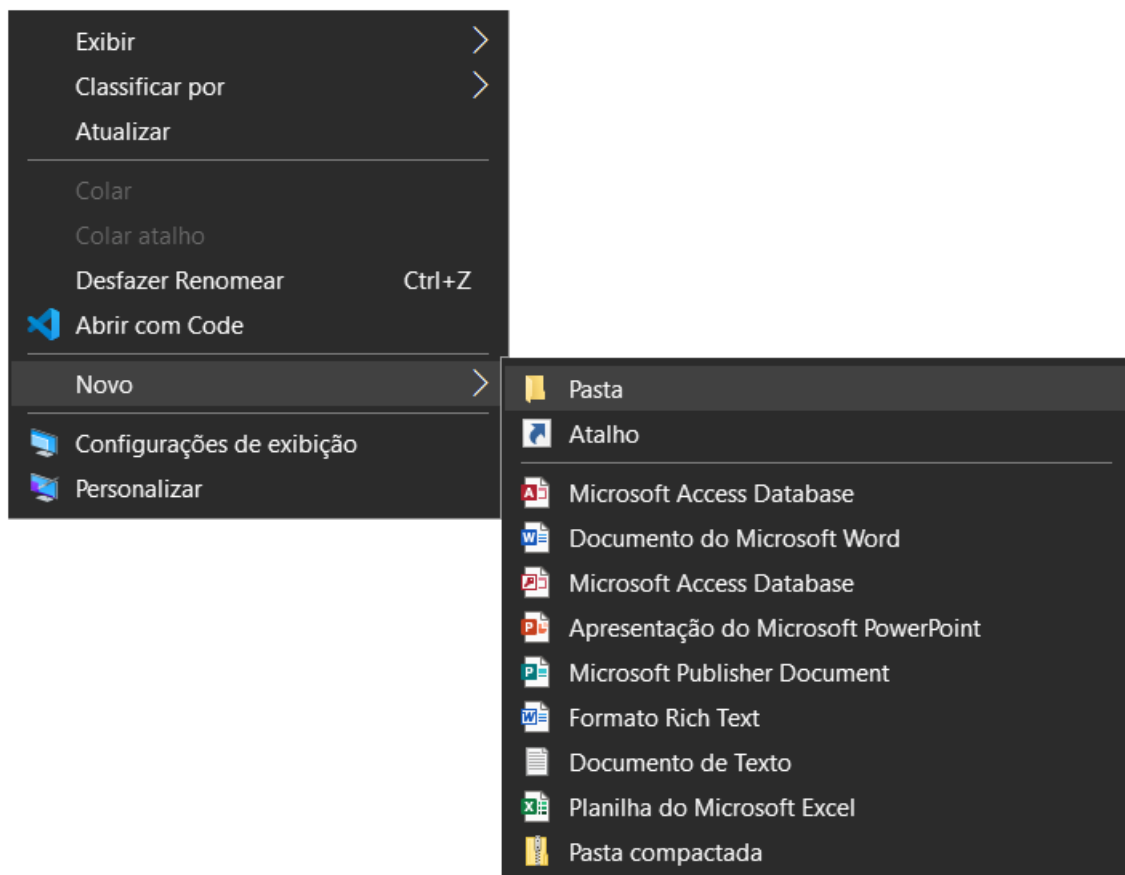 Exibir
Classificar por
Atualizar
Colar
Colar atalho
Desfazer Renomear Ctrl+Z
Abrir com Code
Novo
Configurações de exibição
Personalizar
Pasta
Atalho
Microsoft Access Database
Documento do Microsoft Word
Microsoft Access Database
Apresentação do Microsoft PowerPoint
Microsoft Publisher Document
Formato Rich Text
Documento de Texto
Planilha do Microsoft Excel
Pasta compactada